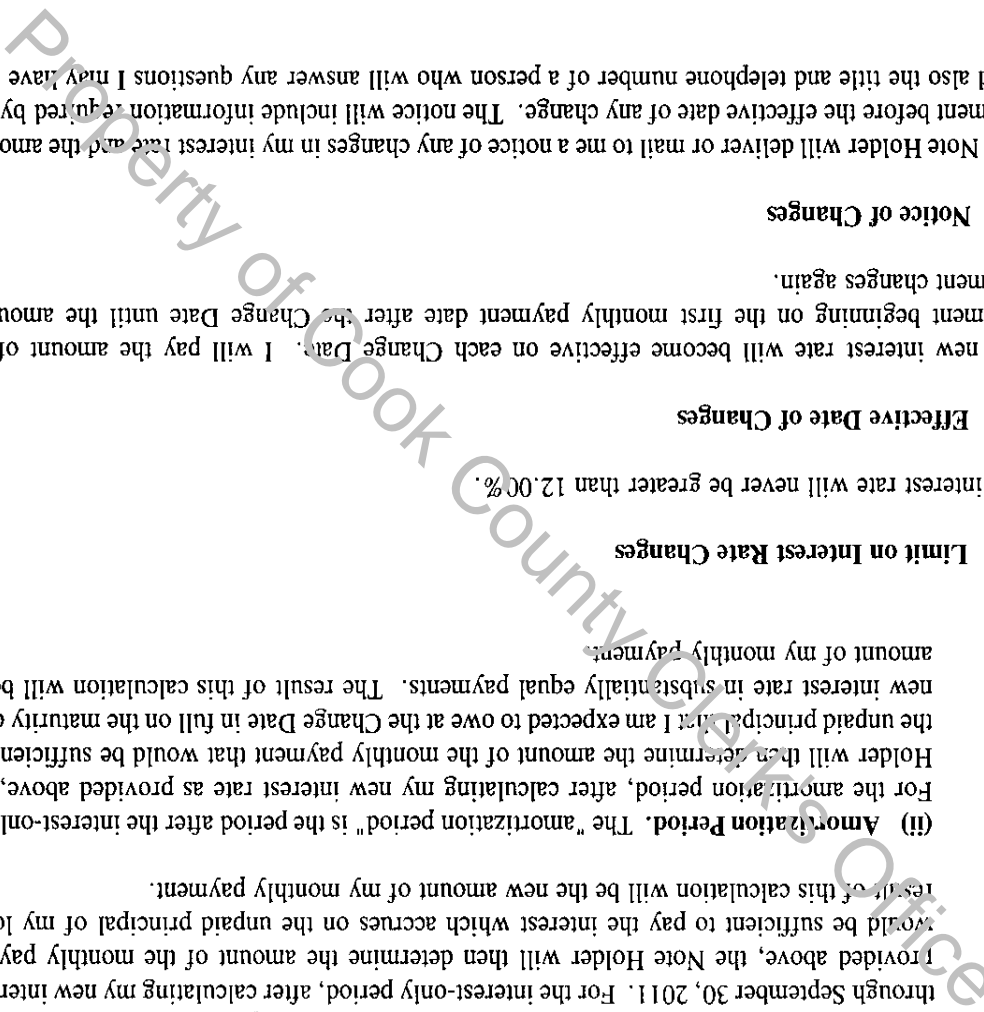 through September 30, 2011. For the interest-only period, after calculating my new inter
provided above, the Note Holder will then determine the amount of the monthly pay
would be sufficient to pay the interest which accrues on the unpaid principal of my lo
result of this calculation will be the new amount of my monthly payment.
(ii) Amortization Period. The "amortization period" is the period after the interest-onl
For the amortization period, after calculating my new interest rate as provided above,
Holder will then determine the amount of the monthly payment that would be sufficien
the unpaid principal that I am expected to owe at the Change Date in full on the maturity
new interest rate in substantially equal payments. The result of this calculation will b
amount of my monthly payment.
Limit on Interest Rate Changes
interest rate will never be greater than 12.00%.
Effective Date of Changes
new interest rate will become effective on each Change Date. I will pay the amount of
ment beginning on the first monthly payment date after the Change Date until the amou
ment changes again.
Notice of Changes
Note Holder will deliver or mail to me a notice of any changes in my interest rate and the amo
ment before the effective date of any change. The notice will include information required by
also the title and telephone number of a person who will answer any questions I may have
Property of Cook County Clerk's Office